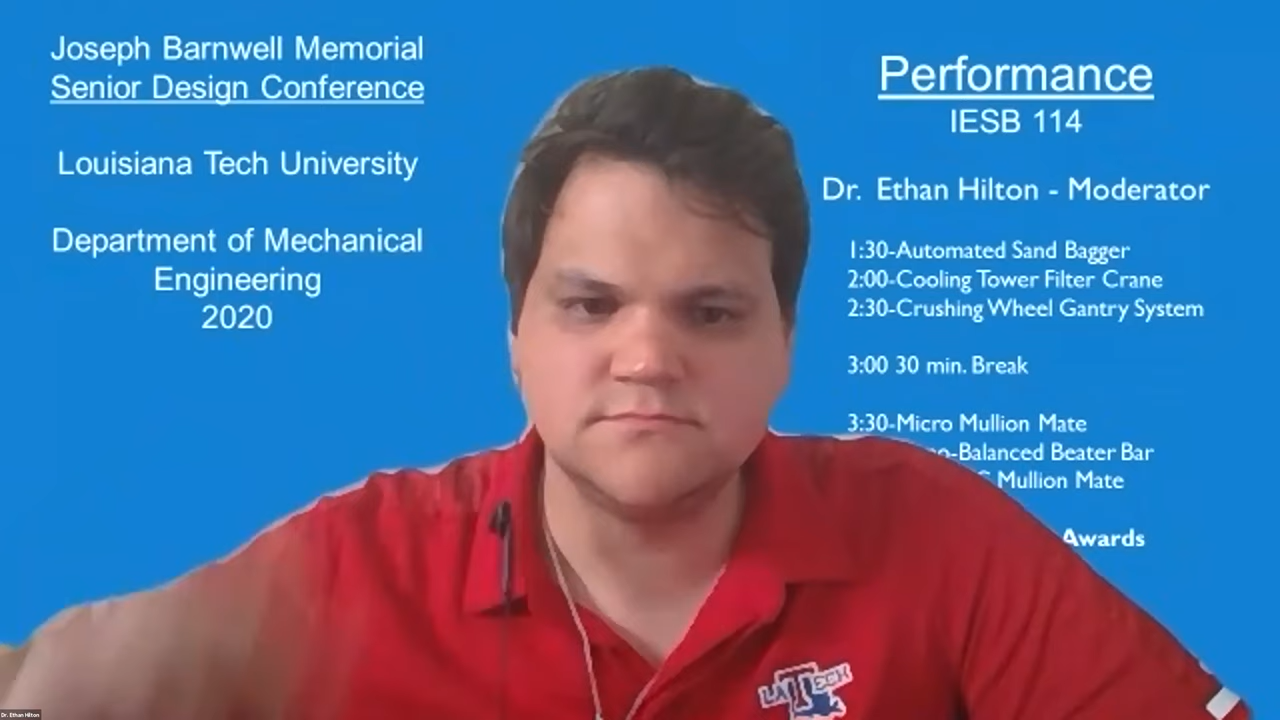 Joseph Barnwell Memorial
Senior Design Conference
Louisiana Tech University
Department of Mechanical
Engineering
2020
Performance
IESB 114
Dr. Ethan Hilton - Moderator
1:30-Automated Sand Bagger
2:00-Cooling Tower Filter Crane
2:30-Crushing Wheel Gantry System
3:00 30 min. Break
3:30-Micro Mullion Mate
-Balanced Beater Bar
Mullion Mate
Awards
LA TECH
Dr. Ethan Hilton